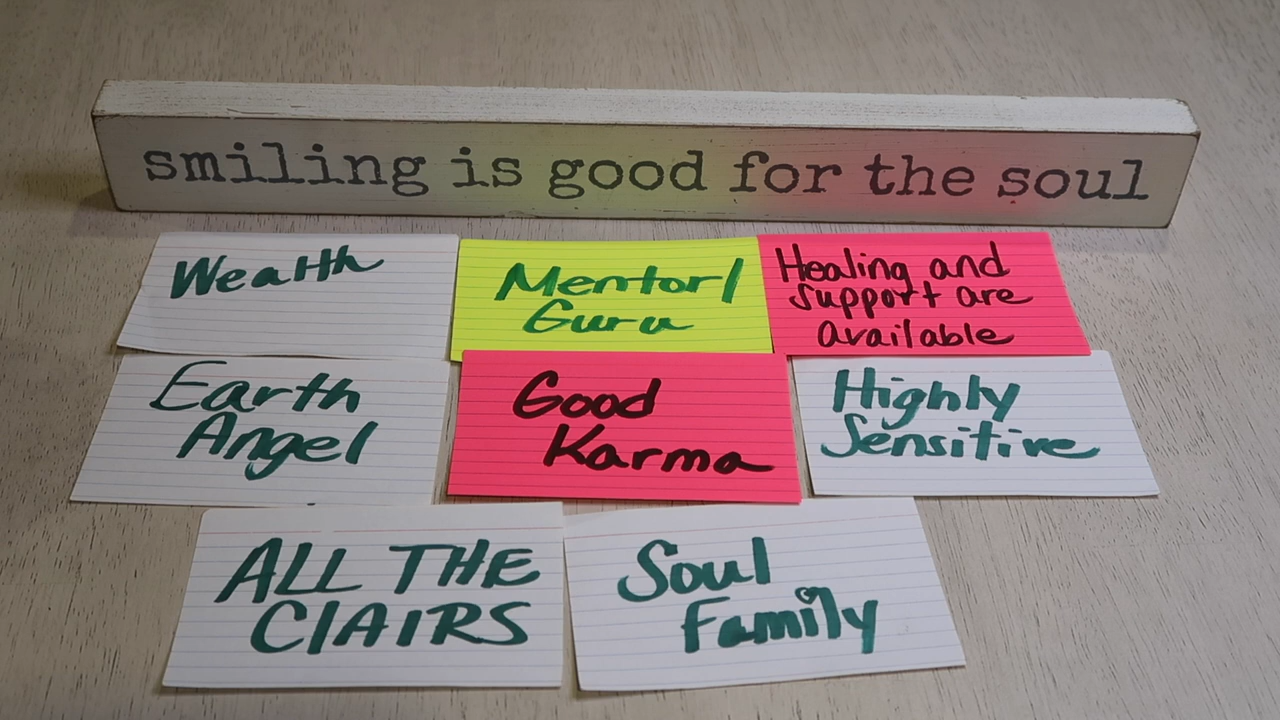 smiling is good for the soul
Wealth
Mentor/
Guru
Healing and
support are
available
Earth
Angel
Good
Karma
Highly
Sensitive
ALL THE
ClAIRS
Soul
Family